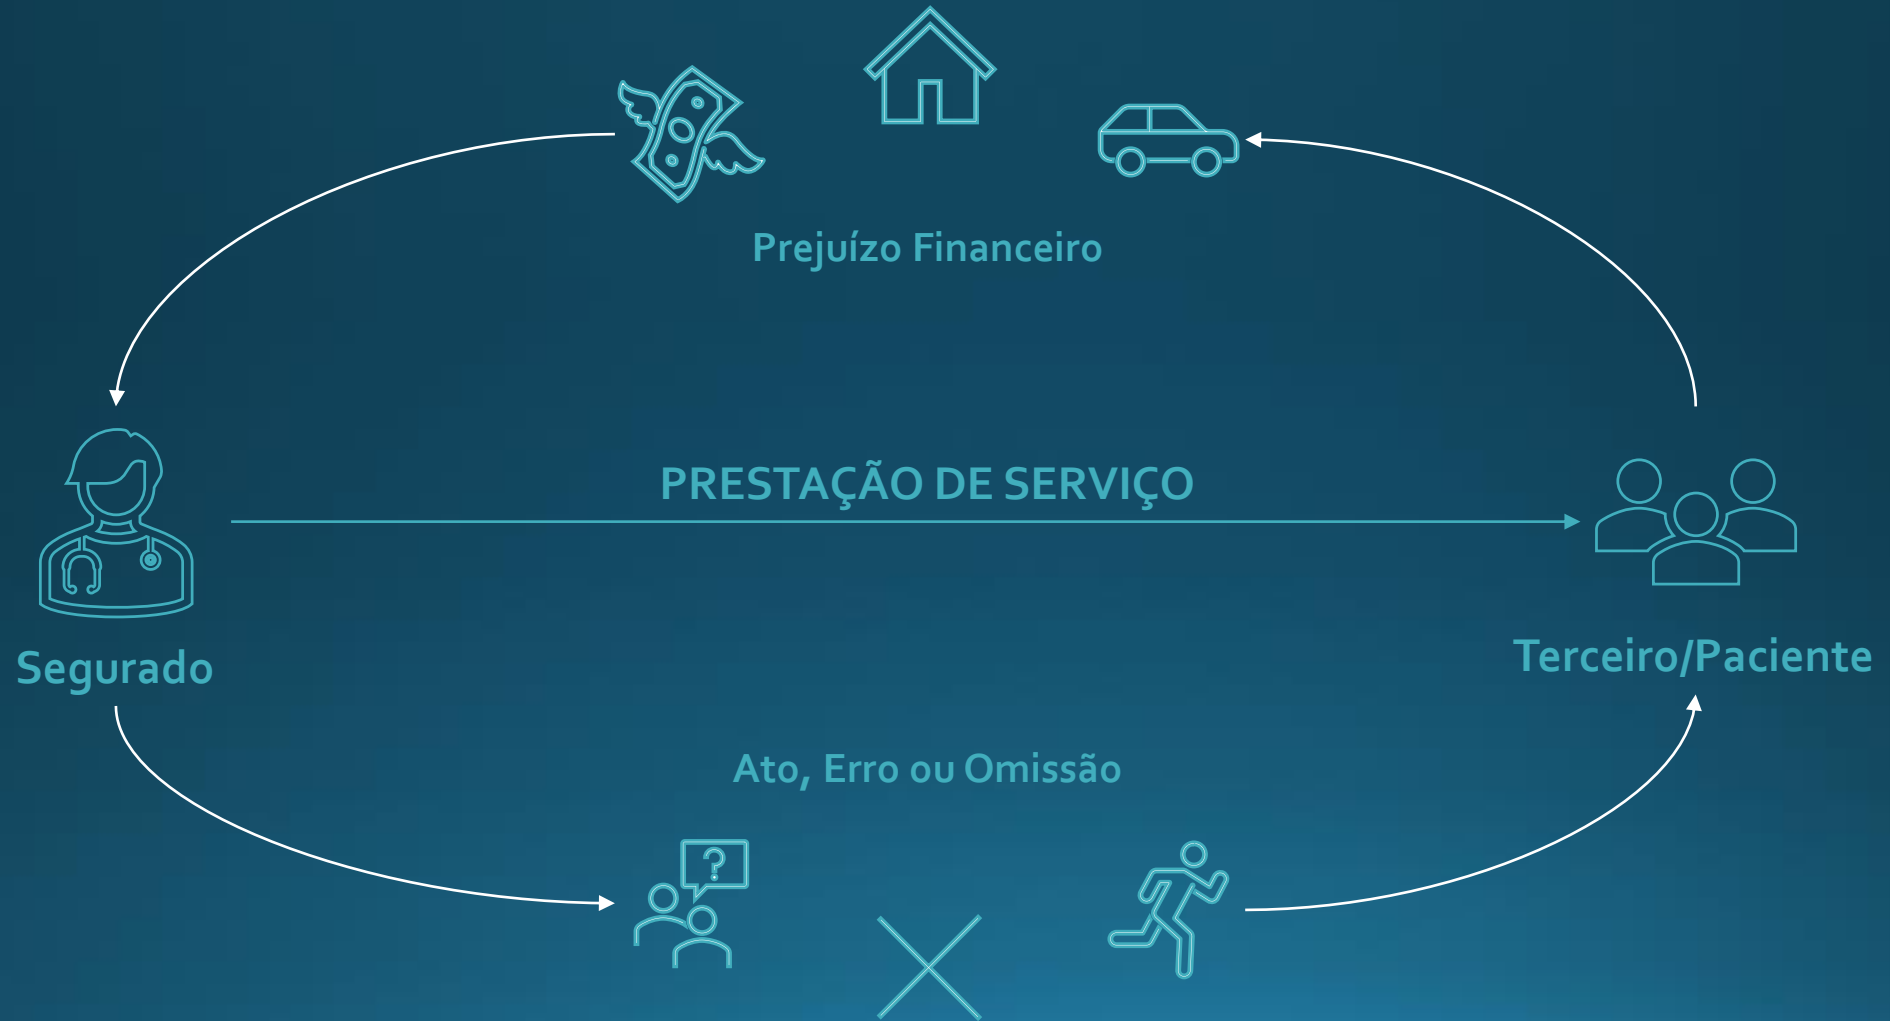 Prejuízo Financeiro
PRESTAÇÃO DE SERVIÇO
Segurado
Terceiro/Paciente
Ato, Erro ou Omissão
?